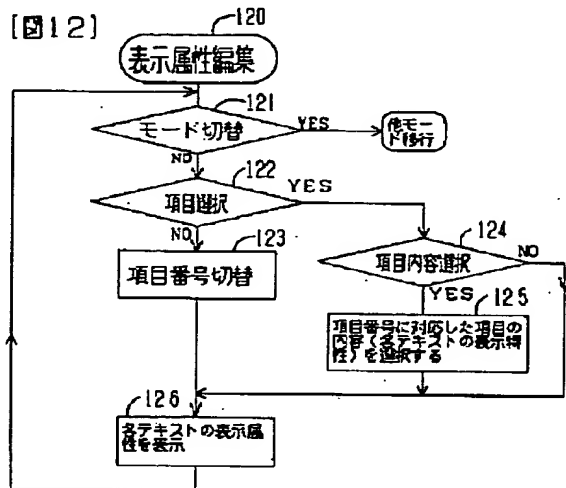 [図12]
120
表示属性編集
121
モード切替
YES
他モー
ド移行
NO
122
項目選択
YES
NO
123
項目番号切替
124
項目内容選択
NO
YES
125
項目番号に対応した項目の
内容(各テキストの表示特
性)を選択する
126
各テキストの表示属
性を表示